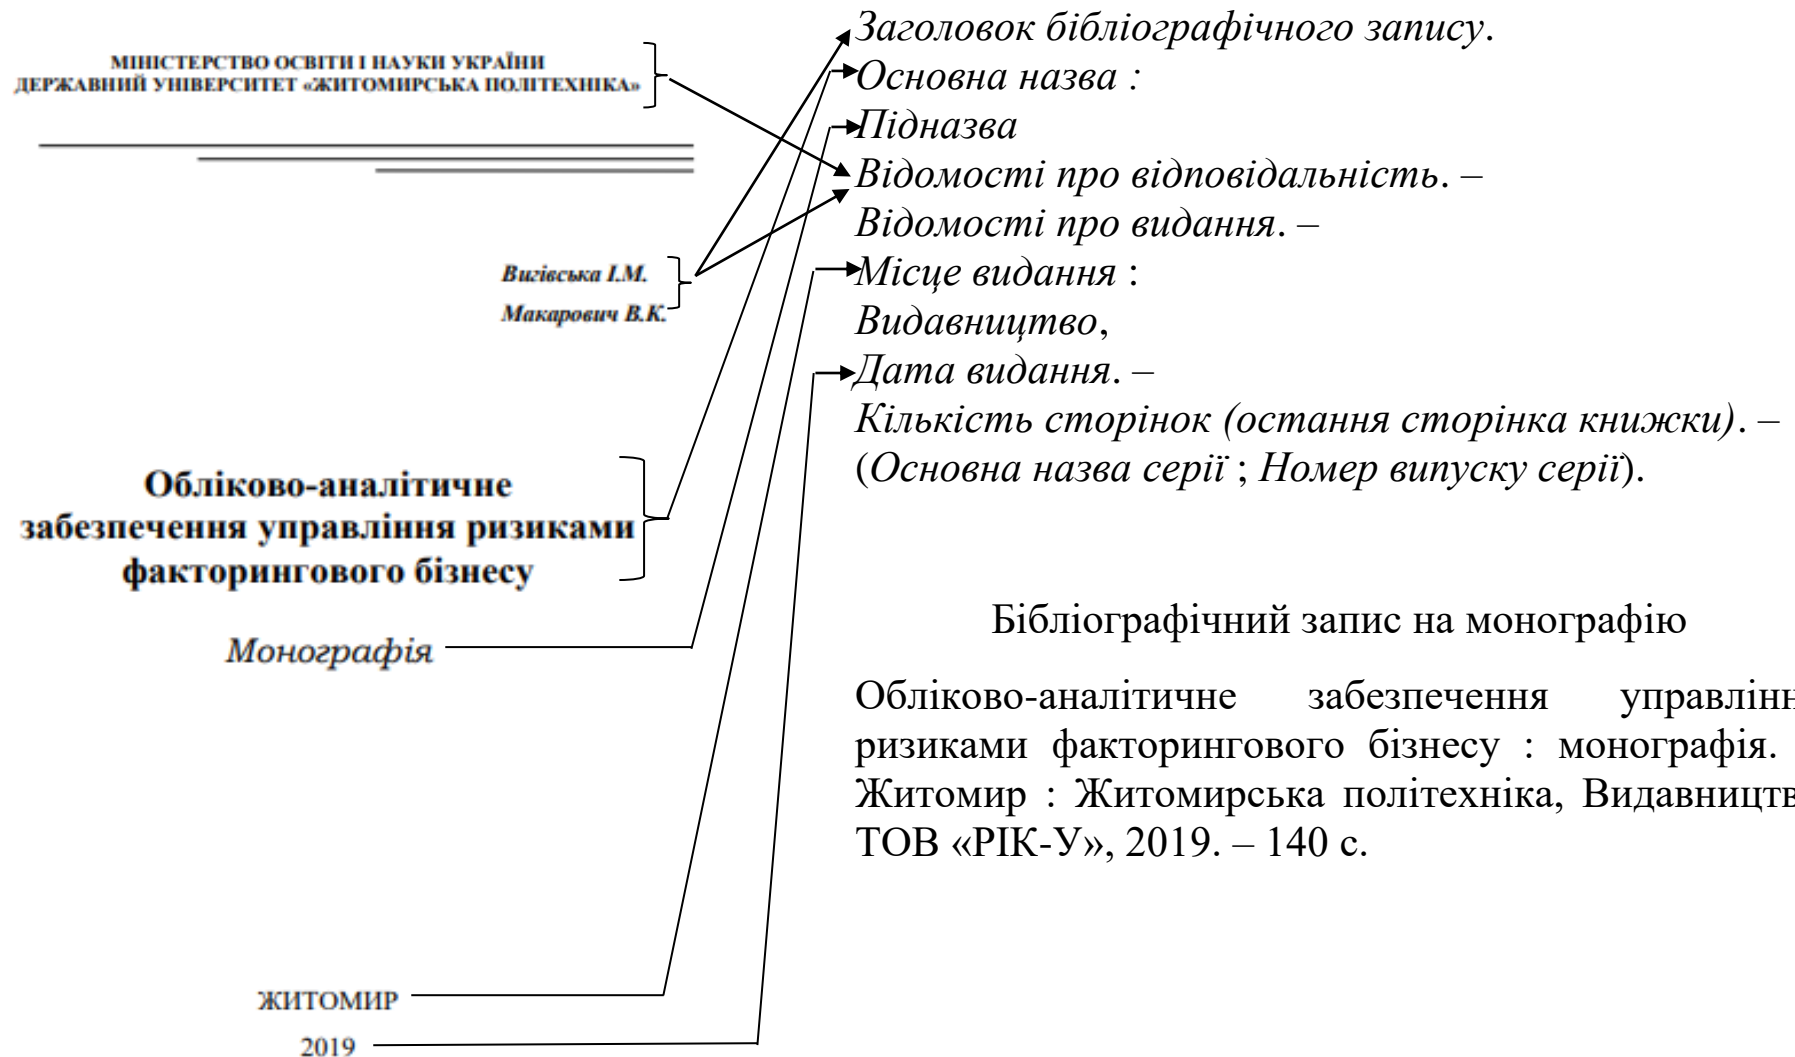 МІНІСТЕРСТВО ОСВІТИ І НАУКИ УКРАЇНИ
ДЕРЖАВНИЙ УНІВЕРСИТЕТ «ЖИТОМИРСЬКА ПОЛІТЕХНІКА»
Вигівська І.М.
Макарович В.К.
Обліково-аналітичне
забезпечення управління ризиками
факторингового бізнесу
Монографія
ЖИТОМИР
2019
Заголовок бібліографічного запису.
Основна назва :
Підназва
Відомості про відповідальність. –
Відомості про видання. –
Місце видання :
Видавництво,
Дата видання. –
Кількість сторінок (остання сторінка книжки). –
(Основна назва серії ; Номер випуску серії).
Бібліографічний запис на монографію
Обліково-аналітичне забезпечення управлінн
ризиками факторингового бізнесу : монографія.
Житомир : Житомирська політехніка, Видавництв
ТОВ «РІК-У», 2019. – 140 с.